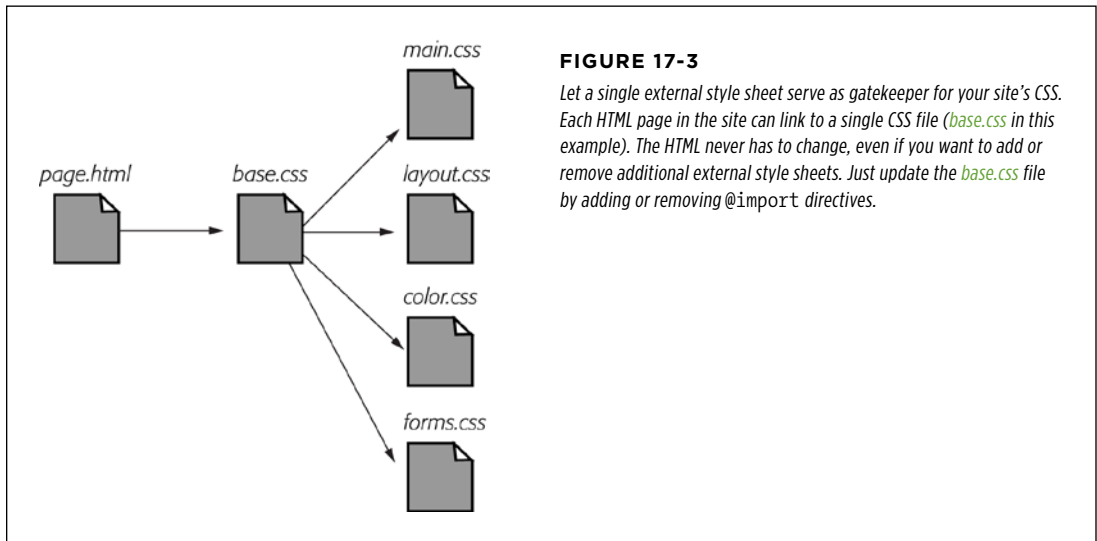 main.css
page.html
base.css
layout.css
color.css
forms.css
FIGURE 17-3
Let a single external style sheet serve as gatekeeper for your site’s CSS.
Each HTML page in the site can link to a single CSS file (base.css in this
example). The HTML never has to change, even if you want to add or
remove additional external style sheets. Just update the base.css file
by adding or removing @import directives.